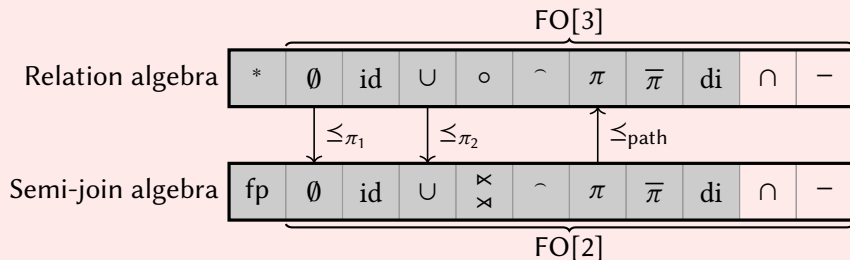 FO[3]
Relation algebra * ∅ id ∪ ∘ ⌢ π π̅ di ∩ −
⪯π₁ ⪯π₂ ⪯path
Semi-join algebra fp ∅ id ∪ ⋉ ⋊ ⌢ π π̅ di ∩ −
FO[2]